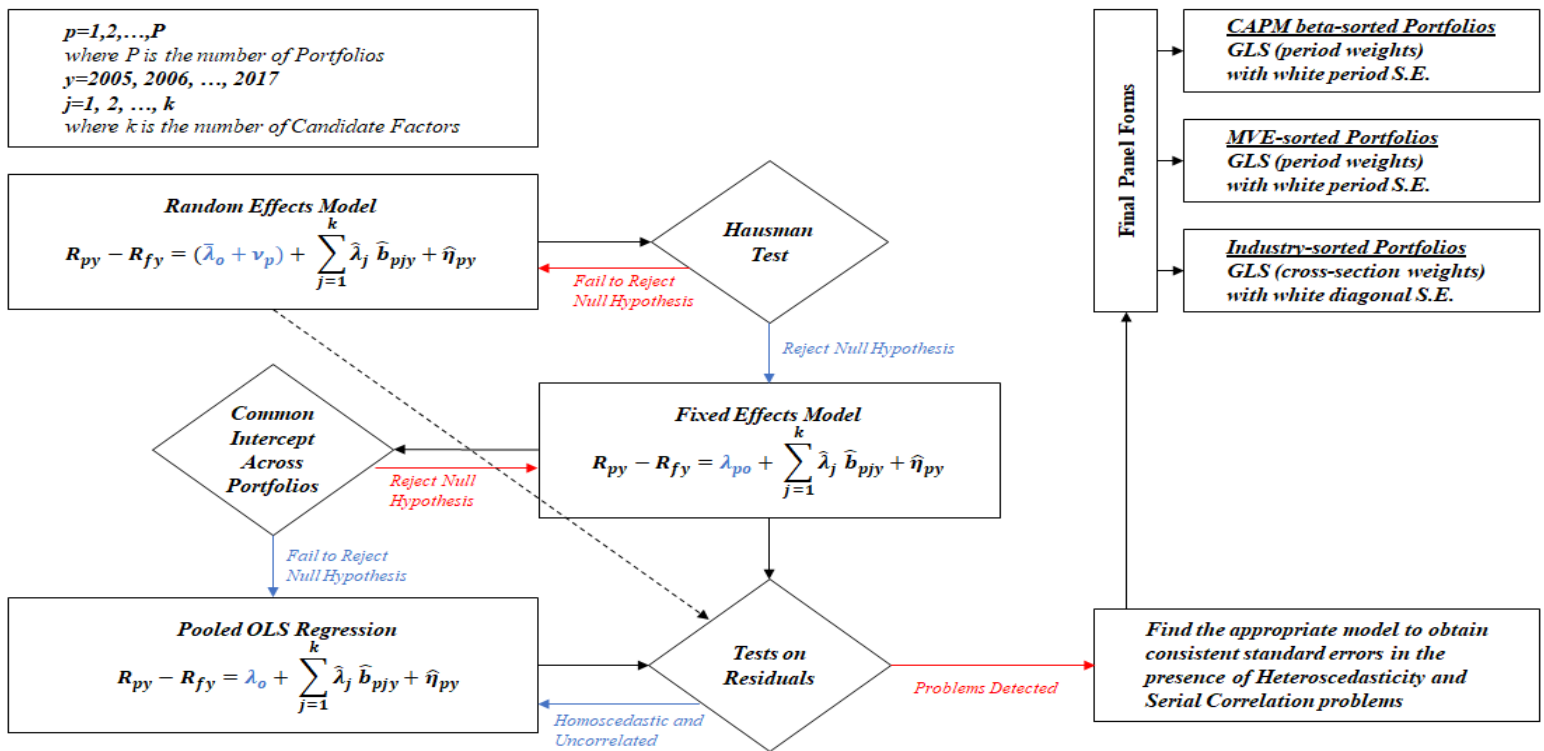 p=1,2,…,P
where P is the number of Portfolios
y=2005, 2006, …, 2017
j=1, 2, …, k
where k is the number of Candidate Factors
Random Effects Model
R_py − R_fy = (λ̄_o + ν_p) + ∑_{j=1}^{k} λ̂_j b̂_pjy + η̂_py
Hausman
Test
Fail to Reject
Null Hypothesis
Reject Null Hypothesis
Common
Intercept
Across
Portfolios
Reject Null
Hypothesis
Fixed Effects Model
R_py − R_fy = λ_po + ∑_{j=1}^{k} λ̂_j b̂_pjy + η̂_py
Fail to Reject
Null Hypothesis
Pooled OLS Regression
R_py − R_fy = λ_o + ∑_{j=1}^{k} λ̂_j b̂_pjy + η̂_py
Tests on
Residuals
Homoscedastic and
Uncorrelated
Problems Detected
Find the appropriate model to obtain
consistent standard errors in the
presence of Heteroscedasticity and
Serial Correlation problems
Final Panel Forms
CAPM beta-sorted Portfolios
GLS (period weights)
with white period S.E.
MVE-sorted Portfolios
GLS (period weights)
with white period S.E.
Industry-sorted Portfolios
GLS (cross-section weights)
with white diagonal S.E.